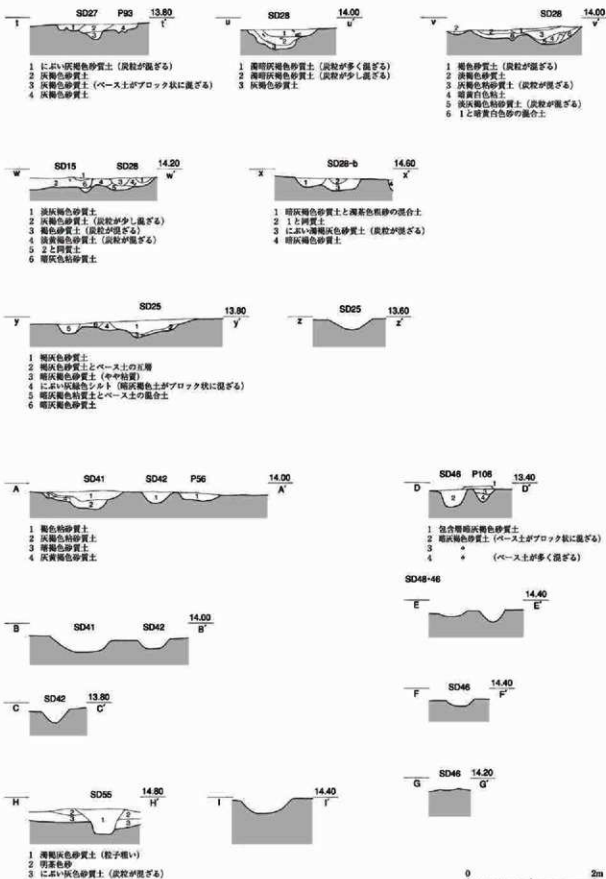 SD27 P93 13.80
t t'
1 にぶい灰褐色砂質土（炭粒が混ざる）
2 灰褐色砂質土
3 灰褐色砂質土（ベース土がブロック状に混ざる）
4 灰褐色砂質土
SD28 14.00
u u'
1 濁暗灰褐色砂質土（炭粒が多く混ざる）
2 濁暗灰褐色砂質土（炭粒が少し混ざる）
3 灰褐色砂質土
SD28 14.00
v v'
1 褐色砂質土（炭粒が混ざる）
2 淡褐色砂質土
3 灰褐色粘砂質土（炭粒が混ざる）
4 暗黄白色粘土
5 淡灰褐色粘砂質土（炭粒が混ざる）
6 1と暗黄白色砂の混合土
SD15 SD28 14.20
w w'
1 淡灰褐色砂質土
2 灰褐色砂質土（炭粒が少し混ざる）
3 褐色砂質土（炭粒が混ざる）
4 淡黄褐色砂質土（炭粒が混ざる）
5 2と同質土
6 暗灰色粘砂質土
SD28-b 14.60
x x'
1 暗灰褐色砂質土と濁茶色粗砂の混合土
2 1と同質土
3 にぶい濁褐灰色砂質土（炭粒が混ざる）
4 暗灰褐色砂質土
SD25 13.80
y y'
1 褐灰色砂質土
2 褐灰色砂質土とベース土の互層
3 暗灰褐色砂質土（やや粘質）
4 にぶい灰緑色シルト（暗灰褐色土がブロック状に混ざる）
5 暗灰褐色粘質土とベース土の混合土
6 暗灰褐色砂質土
SD25 13.60
z z'
SD41 SD42 P56 14.00
A A'
1 褐色粘砂質土
2 灰褐色粘砂質土
3 暗褐色砂質土
4 灰黄褐色砂質土
SD46 P106 13.40
D D'
1 包含層暗灰褐色砂質土
2 暗灰褐色砂質土（ベース土がブロック状に混ざる）
3 〃
4 〃 （ベース土が多く混ざる）
SD41 SD42 14.00
B B'
SD48·46 14.40
E E'
SD42 13.80
C C'
SD46 14.40
F F'
SD46 14.20
G G'
SD55 14.80
H H'
1 濁褐灰色砂質土（粒子粗い）
2 明茶色砂
3 にぶい灰色砂質土（炭粒が混ざる）
14.40
I I'
0 2m